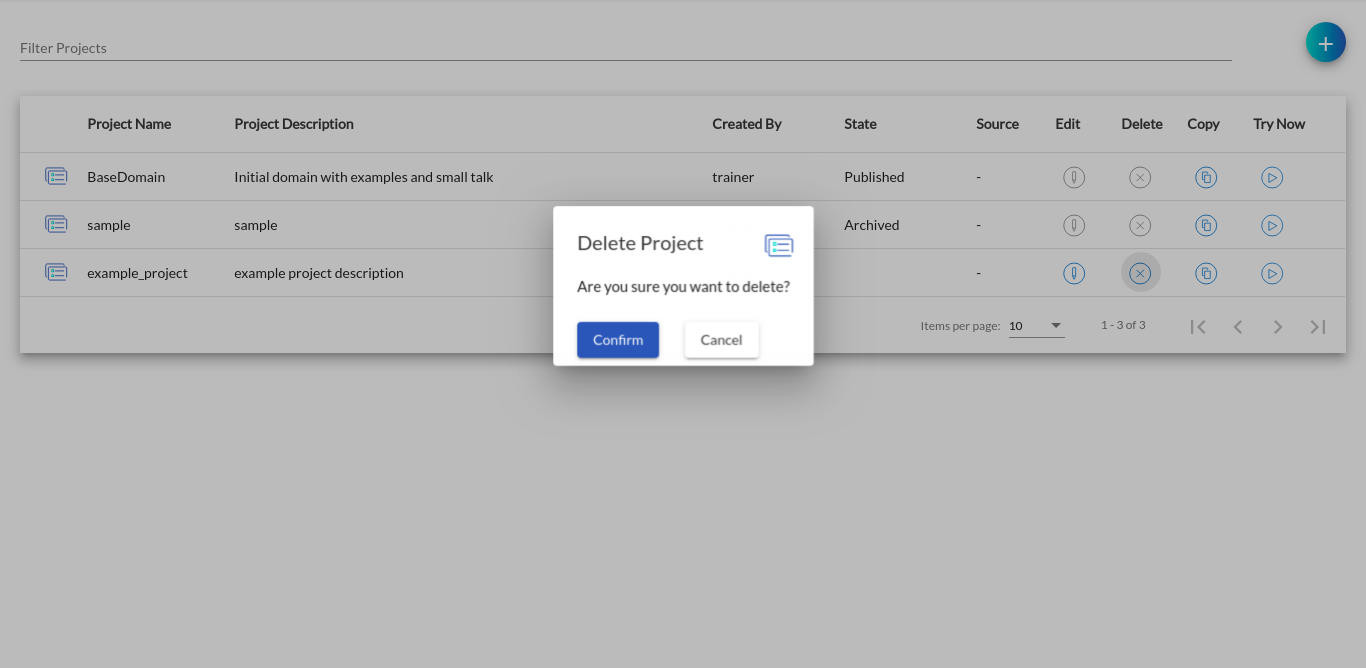 Filter Projects
Project Name Project Description Created By State Source Edit Delete Copy Try Now
BaseDomain Initial domain with examples and small talk trainer Published -
sample sample Archived -
example_project example project description -
Delete Project
Are you sure you want to delete?
Confirm Cancel
Items per page: 10 1 - 3 of 3